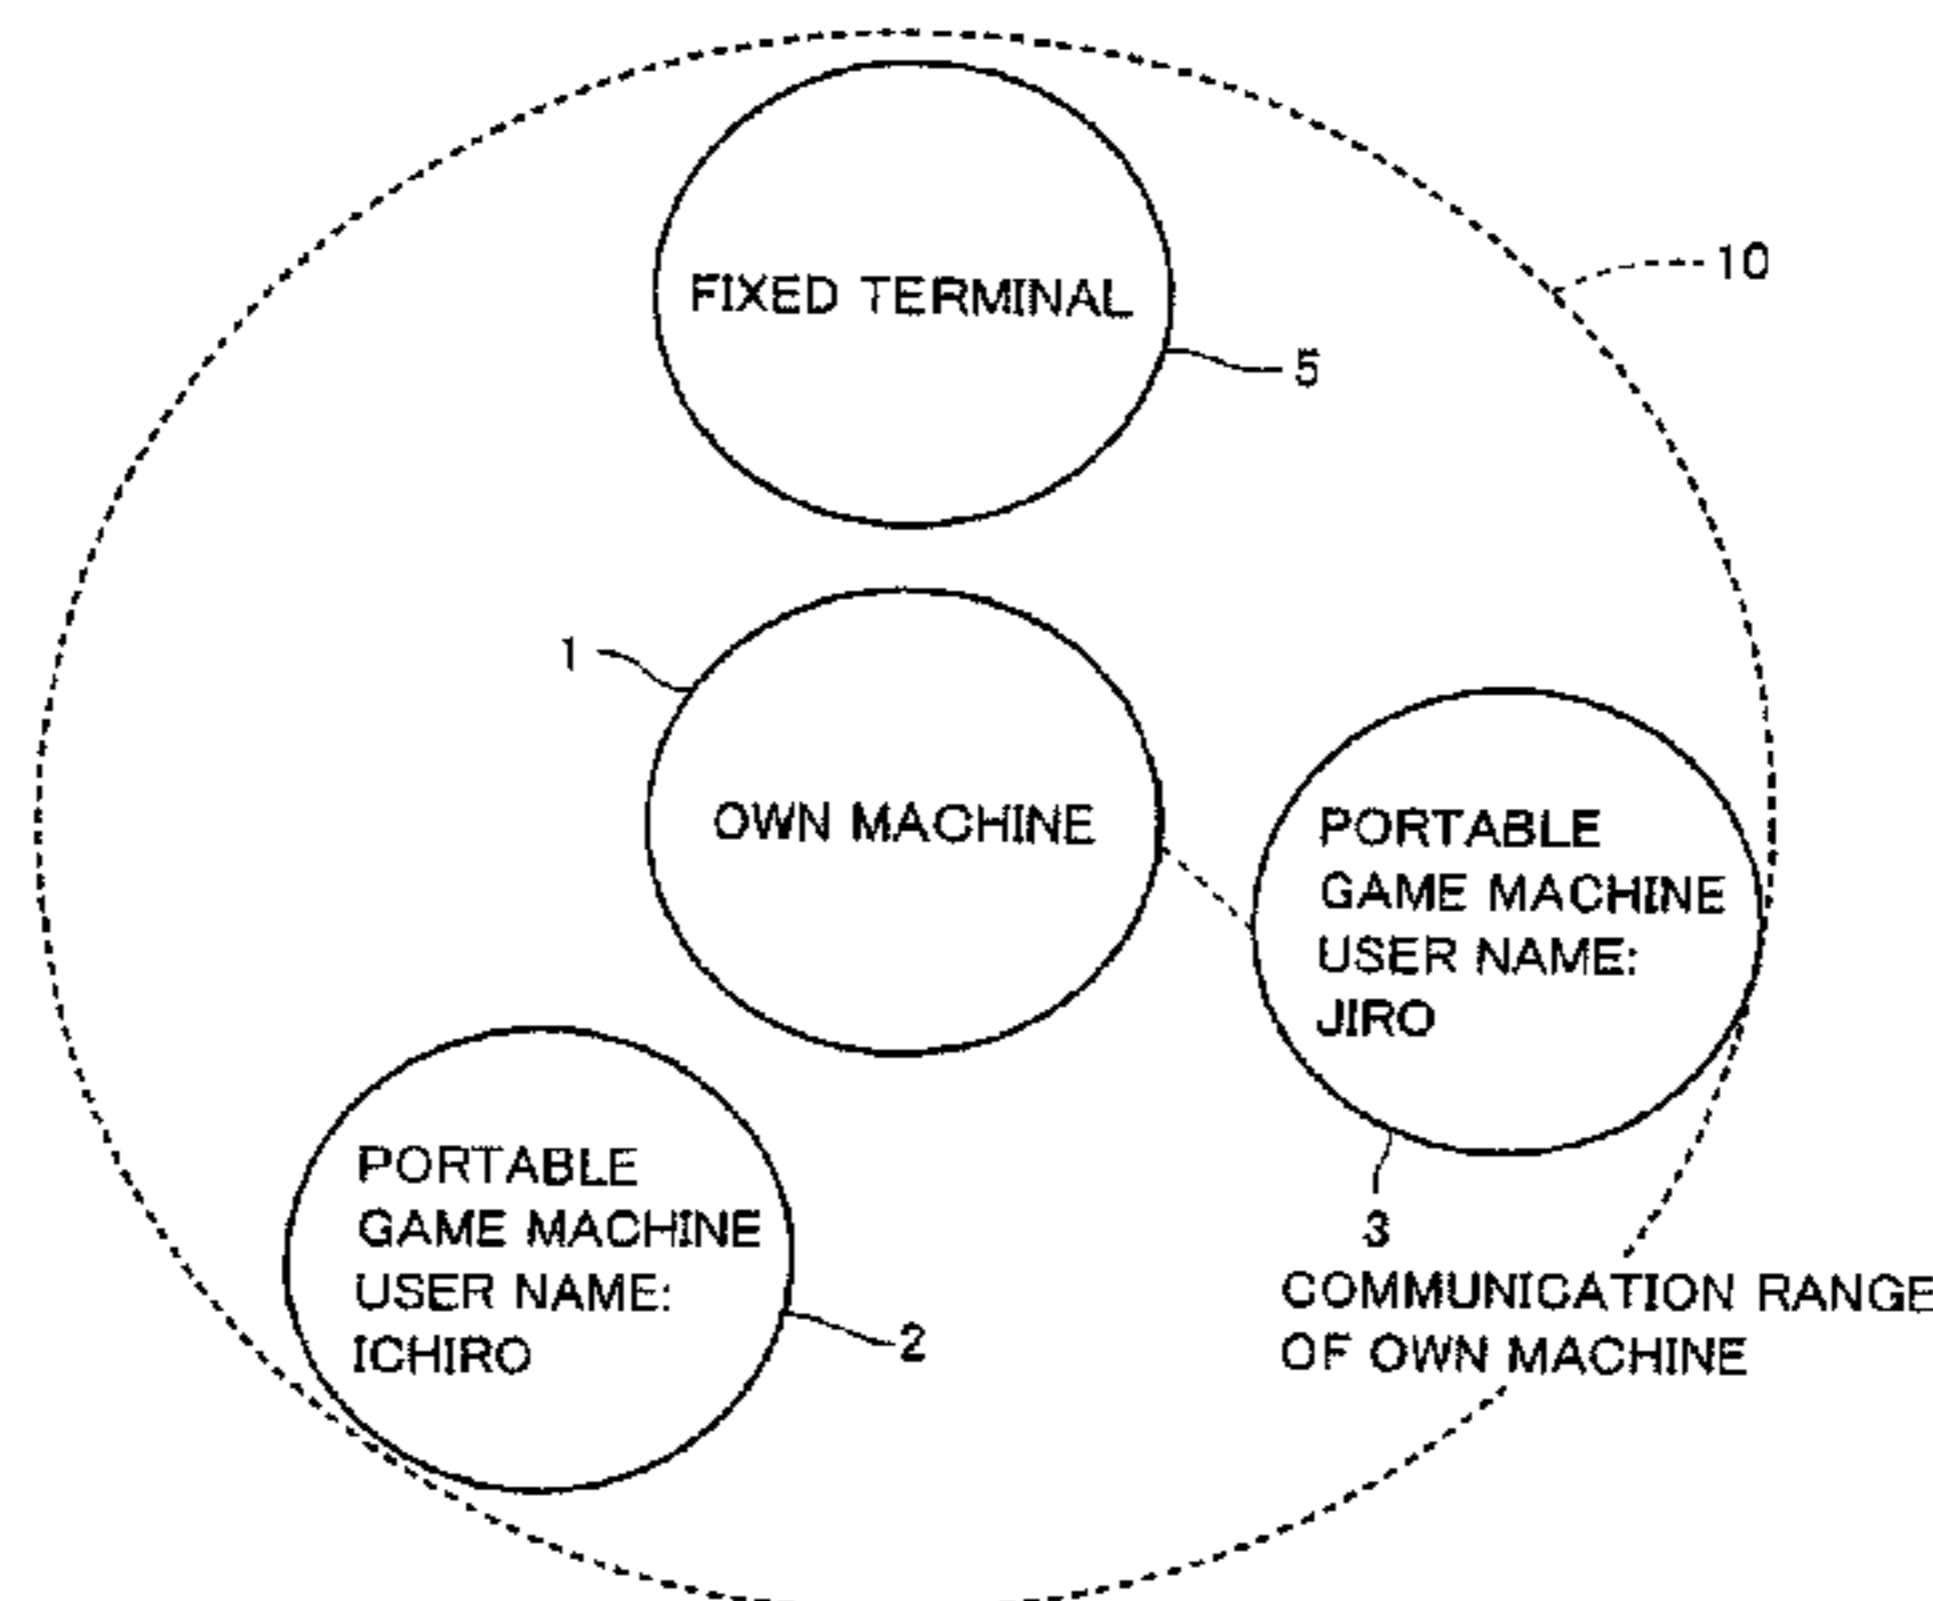 10
FIXED TERMINAL
5
1
OWN MACHINE
PORTABLE
GAME MACHINE
USER NAME:
JIRO
3
PORTABLE
GAME MACHINE
USER NAME:
ICHIRO
2
COMMUNICATION RANGE
OF OWN MACHINE